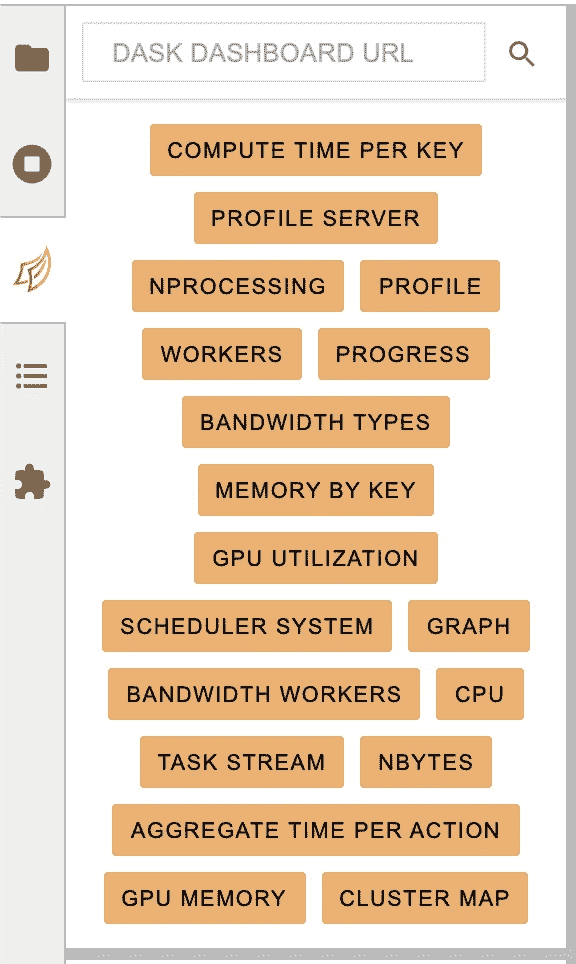 DASK DASHBOARD URL
COMPUTE TIME PER KEY
PROFILE SERVER
NPROCESSING PROFILE
WORKERS PROGRESS
BANDWIDTH TYPES
MEMORY BY KEY
GPU UTILIZATION
SCHEDULER SYSTEM GRAPH
BANDWIDTH WORKERS CPU
TASK STREAM NBYTES
AGGREGATE TIME PER ACTION
GPU MEMORY CLUSTER MAP